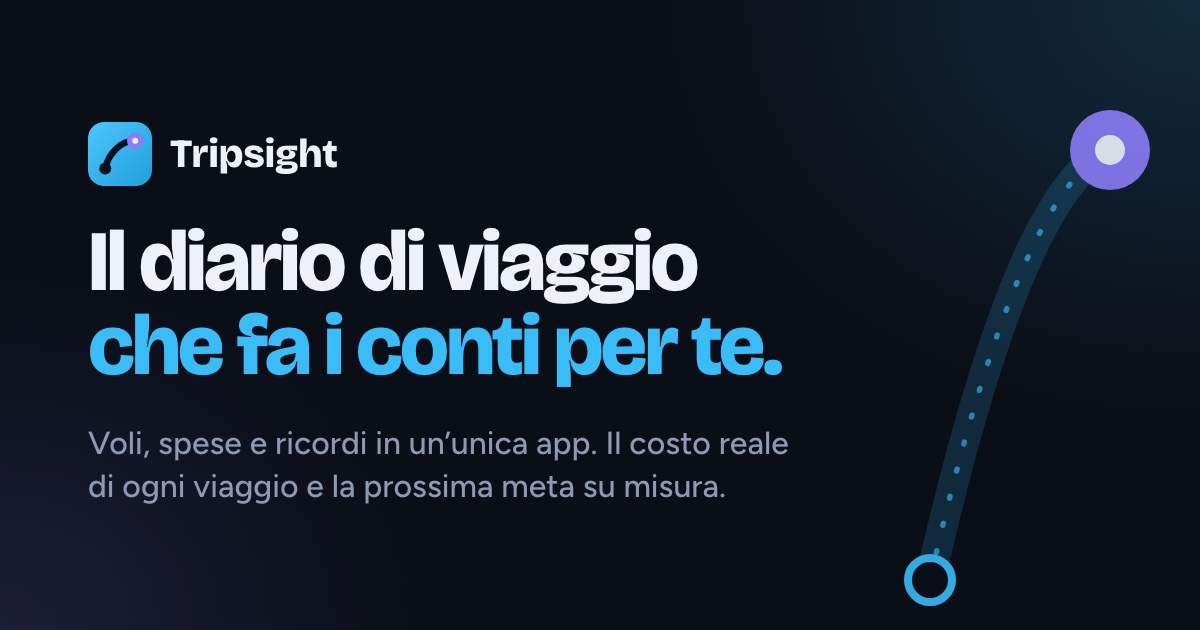 Tripsight
Il diario di viaggio
che fa i conti per te.
Voli, spese e ricordi in un’unica app. Il costo reale
di ogni viaggio e la prossima meta su misura.